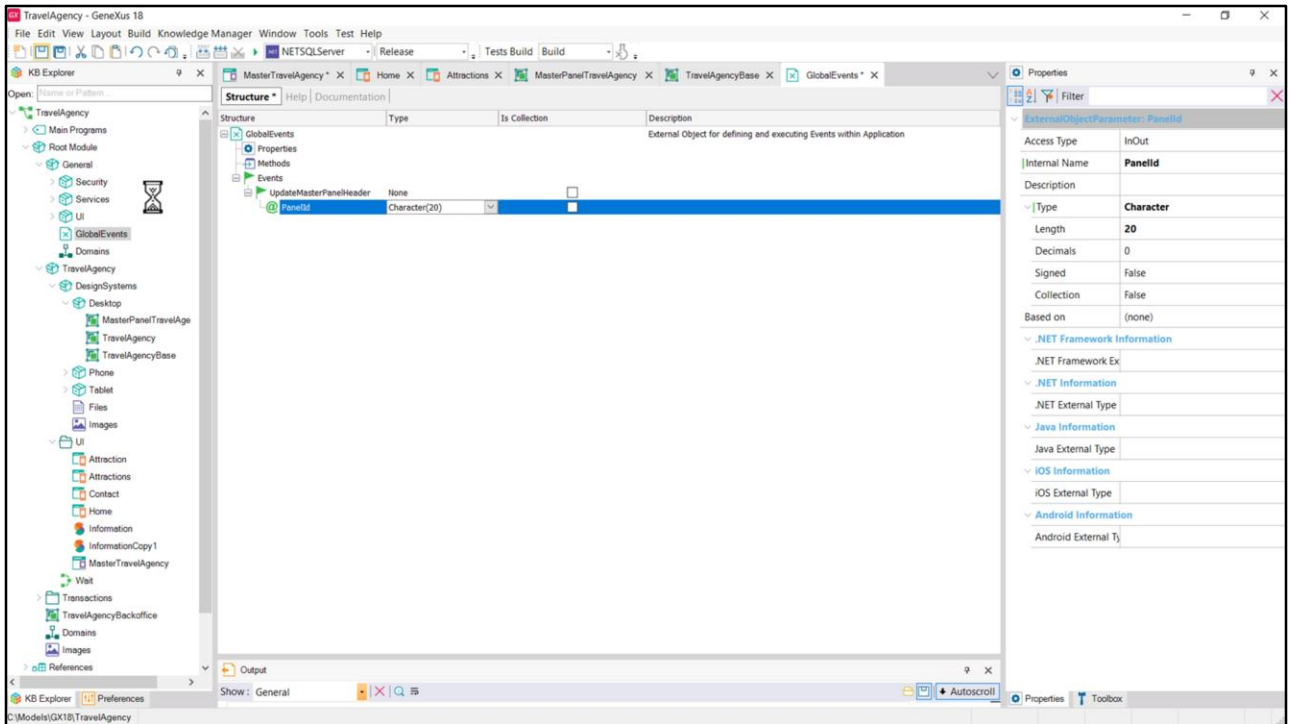 GX TravelAgency - GeneXus 18
File Edit View Layout Build Knowledge Manager Window Tools Test Help
NETSQLServer Release Tests Build Build
KB Explorer
Open: Name or Pattern...
TravelAgency
Main Programs
Root Module
General
Security
Services
UI
GlobalEvents
Domains
TravelAgency
DesignSystems
Desktop
MasterPanelTravelAge
TravelAgency
TravelAgencyBase
Phone
Tablet
Files
Images
UI
Attraction
Attractions
Contact
Home
Information
InformationCopy1
MasterTravelAgency
Wait
Transactions
TravelAgencyBackoffice
Domains
Images
References
KB Explorer Preferences
C:\Models\GX18\TravelAgency
MasterTravelAgency * X Home X Attractions X MasterPanelTravelAgency X TravelAgencyBase X GlobalEvents * X
Structure * Help Documentation
Structure Type Is Collection Description
GlobalEvents External Object for defining and executing Events within Application
Properties
Methods
Events
UpdateMasterPanelHeader None
@ PanelId Character(20)
Output
Show: General Autoscroll
Properties
Filter
ExternalObjectParameter: PanelId
Access Type InOut
Internal Name PanelId
Description
Type Character
Length 20
Decimals 0
Signed False
Collection False
Based on (none)
.NET Framework Information
.NET Framework Ex
.NET Information
.NET External Type
Java Information
Java External Type
iOS Information
iOS External Type
Android Information
Android External Ty
Properties Toolbox